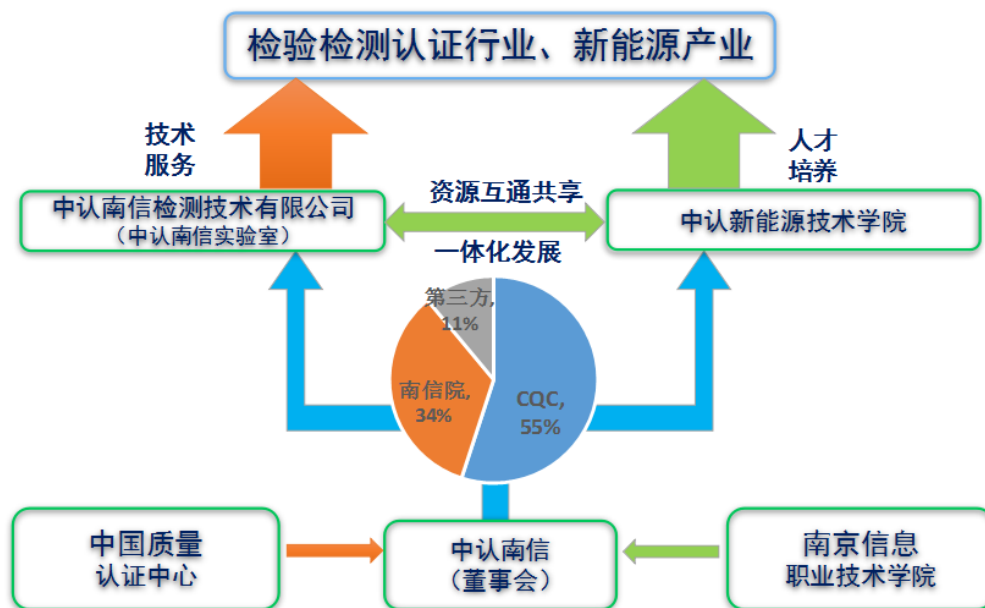 检验检测认证行业、新能源产业
技术
服务
人才
培养
中认南信检测技术有限公司
（中认南信实验室）
资源互通共享
一体化发展
中认新能源技术学院
第三方,
11%
南信院,
34%
CQC,
55%
中国质量
认证中心
中认南信
（董事会）
南京信息
职业技术学院